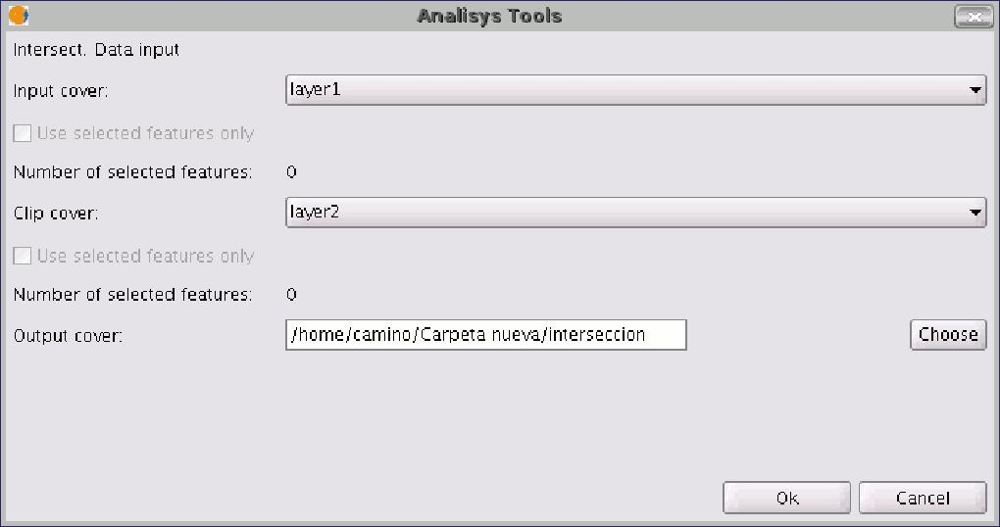 Analisys Tools
Intersect. Data input
Input cover: layer1
Use selected features only
Number of selected features: 0
Clip cover: layer2
Use selected features only
Number of selected features: 0
Output cover: /home/camino/Carpeta nueva/interseccion Choose
Ok Cancel